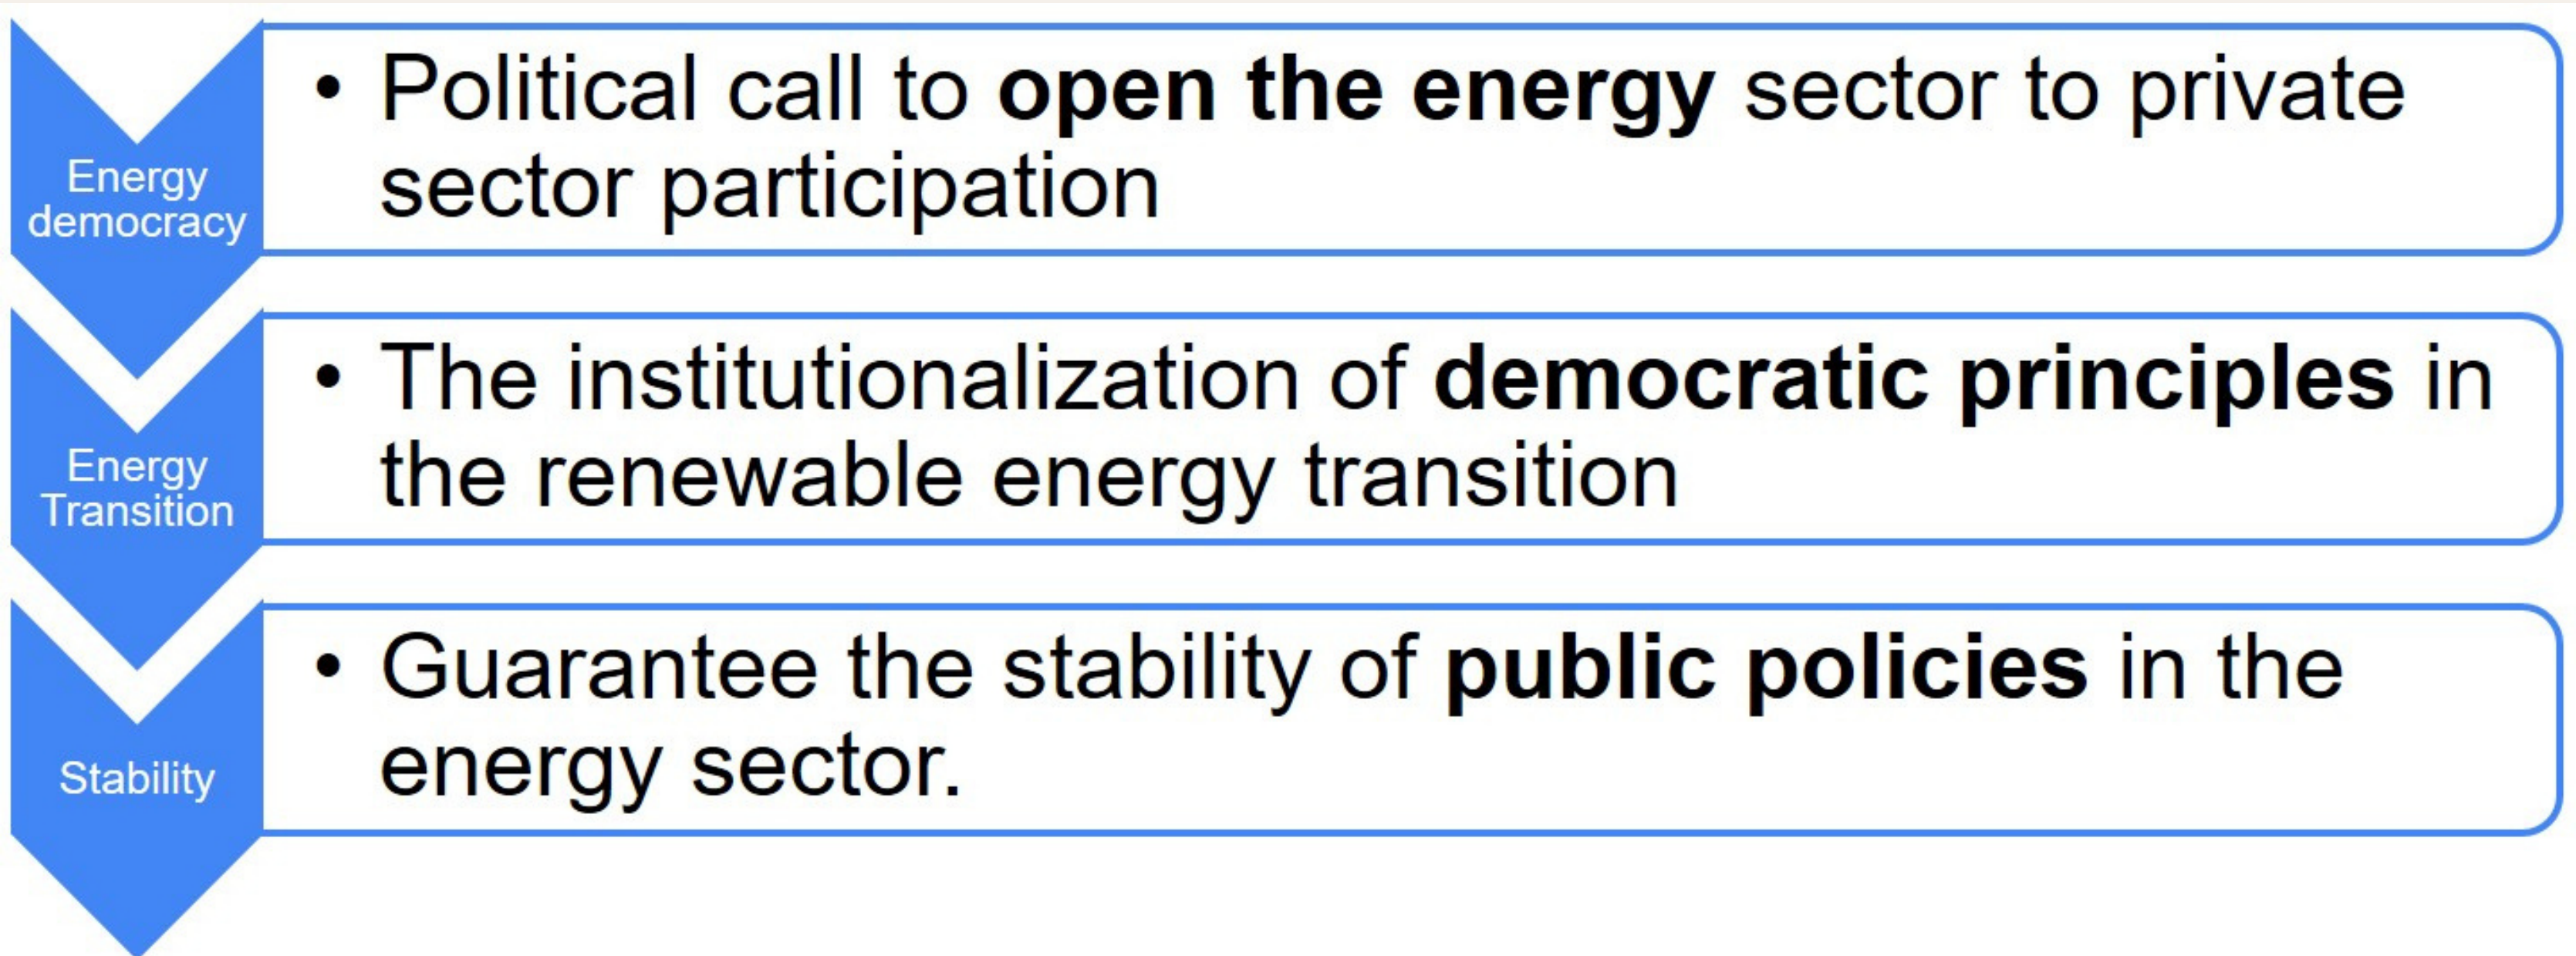 Energy
democracy
• Political call to open the energy sector to private
sector participation
Energy
Transition
• The institutionalization of democratic principles in
the renewable energy transition
Stability
• Guarantee the stability of public policies in the
energy sector.